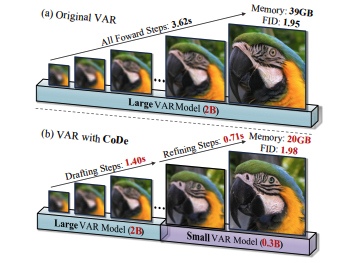 (a) Original VAR
All Foward Steps: 3.62s
Memory: 39GB
FID: 1.95
Large VAR Model (2B)
(b) VAR with CoDe
Drafting Steps: 1.40s
Refining Steps: 0.71s
Memory: 20GB
FID: 1.98
Large VAR Model (2B)
Small VAR Model (0.3B)